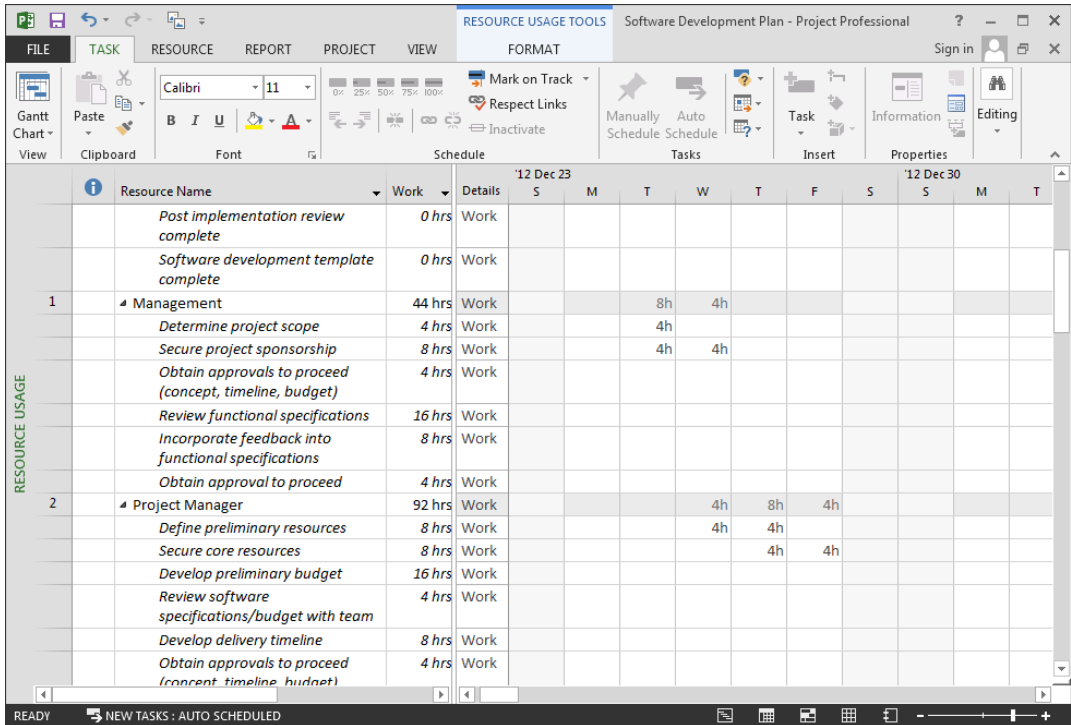 RESOURCE USAGE TOOLS Software Development Plan - Project Professional ?
FILE TASK RESOURCE REPORT PROJECT VIEW FORMAT Sign in
Gantt Chart
View
Paste
Clipboard
Calibri 11
B I U A
Font
0% 25% 50% 75% 100%
Mark on Track
Respect Links
Inactivate
Schedule
Manually Schedule
Auto Schedule
Tasks
Task
Insert
Information
Properties
Editing
'12 Dec 23 '12 Dec 30
Resource Name Work Details S M T W T F S S M T
Post implementation review 0 hrs Work
complete
Software development template 0 hrs Work
complete
1 Management 44 hrs Work 8h 4h
Determine project scope 4 hrs Work 4h
Secure project sponsorship 8 hrs Work 4h 4h
Obtain approvals to proceed 4 hrs Work
(concept, timeline, budget)
Review functional specifications 16 hrs Work
Incorporate feedback into 8 hrs Work
functional specifications
Obtain approval to proceed 4 hrs Work
2 Project Manager 92 hrs Work 4h 8h 4h
Define preliminary resources 8 hrs Work 4h 4h
Secure core resources 8 hrs Work 4h 4h
Develop preliminary budget 16 hrs Work
Review software 4 hrs Work
specifications/budget with team
Develop delivery timeline 8 hrs Work
Obtain approvals to proceed 4 hrs Work
(concept, timeline, budget)
RESOURCE USAGE
READY NEW TASKS : AUTO SCHEDULED